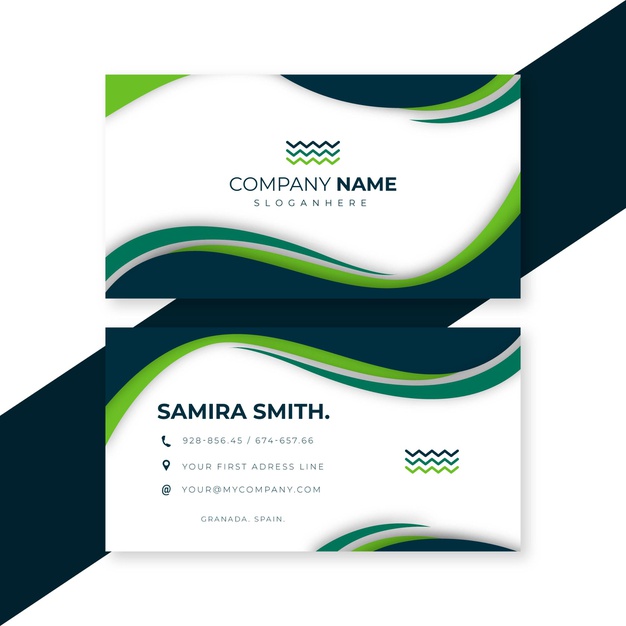 COMPANY NAME
SLOGANHERE
SAMIRA SMITH.
928-856.45 / 674-657.66
YOUR FIRST ADRESS LINE
@ YOUR@MYCOMPANY.COM
GRANADA. SPAIN.